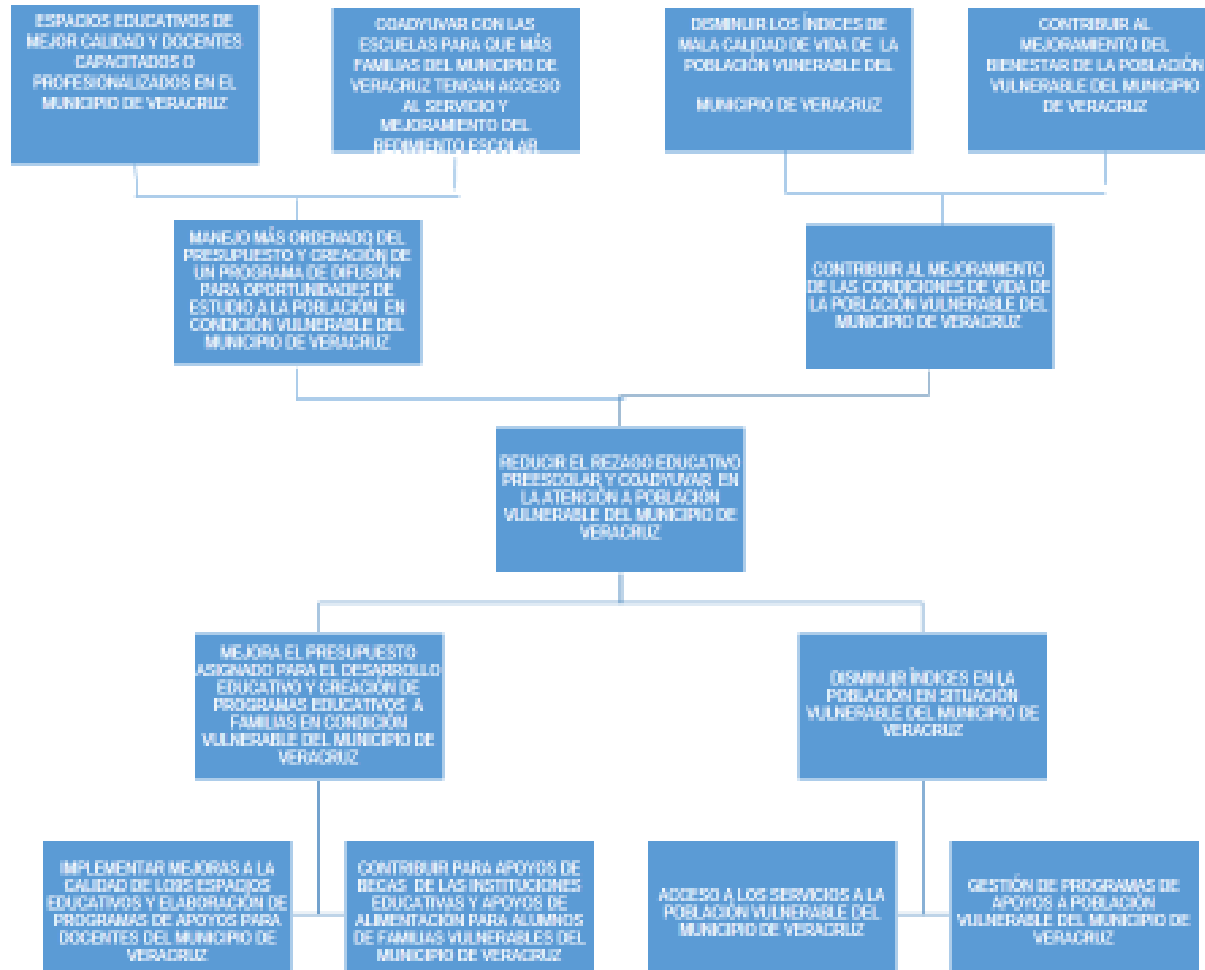 ESPACIOS EDUCATIVOS DE
MEJOR CALIDAD Y DOCENTES
CAPACITADOS O
PROFESIONALIZADOS EN EL
MUNICIPIO DE VERACRUZ
COADYUVAR CON LAS
ESCUELAS PARA QUE MÁS
FAMILIAS DEL MUNICIPIO DE
VERACRUZ TENGAN ACCESO
AL SERVICIO Y
MEJORAMIENTO DEL
REDIMIENTO ESCOLAR
DISMINUIR LOS ÍNDICES DE
MALA CALIDAD DE VIDA DE LA
POBLACIÓN VUNERABLE DEL
MUNICIPIO DE VERACRUZ
CONTRIBUIR AL
MEJORAMIENTO DEL
BIENESTAR DE LA POBLACIÓN
VULNERABLE DEL MUNICIPIO
DE VERACRUZ
MANEJO MÁS ORDENADO DEL
PRESUPUESTO Y CREACIÓN DE
UN PROGRAMA DE DIFUSIÓN
PARA OPORTUNIDADES DE
ESTUDIO A LA POBLACIÓN EN
CONDICIÓN VULNERABLE DEL
MUNICIPIO DE VERACRUZ
CONTRIBUIR AL MEJORAMIENTO
DE LAS CONDICIONES DE VIDA DE
LA POBLACIÓN VULNERABLE DEL
MUNICIPIO DE VERACRUZ
REDUCIR EL REZAGO EDUCATIVO
PREESCOLAR Y COADYUVAR EN
LA ATENCIÓN A POBLACIÓN
VULNERABLE DEL MUNICIPIO DE
VERACRUZ
MEJORA EL PRESUPUESTO
ASIGNADO PARA EL DESARROLLO
EDUCATIVO Y CREACIÓN DE
PROGRAMAS EDUCATIVOS A
FAMILIAS EN CONDICIÓN
VULNERABLE DEL MUNICIPIO DE
VERACRUZ
DISMINUIR ÍNDICES EN LA
POBLACIÓN EN SITUACIÓN
VULNERABLE DEL MUNICIPIO DE
VERACRUZ
IMPLEMENTAR MEJORAS A LA
CALIDAD DE LOSS ESPACIOS
EDUCATIVOS Y ELABORACIÓN DE
PROGRAMAS DE APOYOS PARA
DOCENTES DEL MUNICIPIO DE
VERACRUZ
CONTRIBUIR PARA APOYOS DE
BECAS DE LAS INSTITUCIONES
EDUCATIVAS Y APOYOS DE
ALIMENTACIÓN PARA ALUMNOS
DE FAMILIAS VULNERABLES DEL
MUNICIPIO DE VERACRUZ
ACCESO A LOS SERVICIOS A LA
POBLACIÓN VULNERABLE DEL
MUNICIPIO DE VERACRUZ
GESTIÓN DE PROGRAMAS DE
APOYOS A POBLACIÓN
VULNERABLE DEL MUNICIPIO DE
VERACRUZ